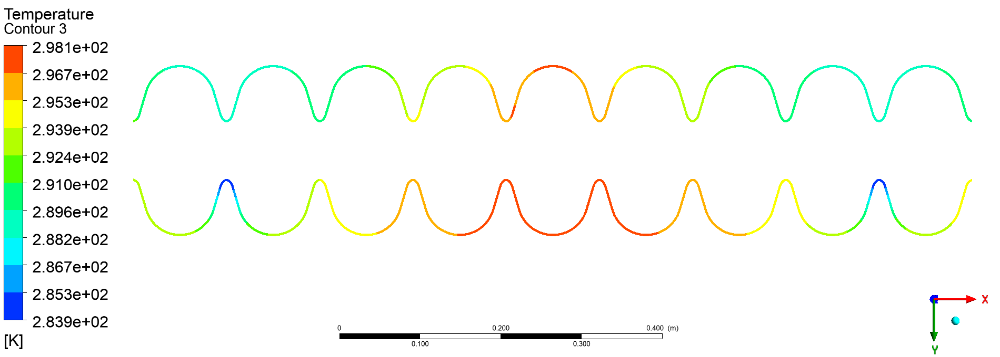 Temperature
Contour 3
2.981e+02
2.967e+02
2.953e+02
2.939e+02
2.924e+02
2.910e+02
2.896e+02
2.882e+02
2.867e+02
2.853e+02
2.839e+02
[K]
0 0.200 0.400 (m)
0.100 0.300
X
Y